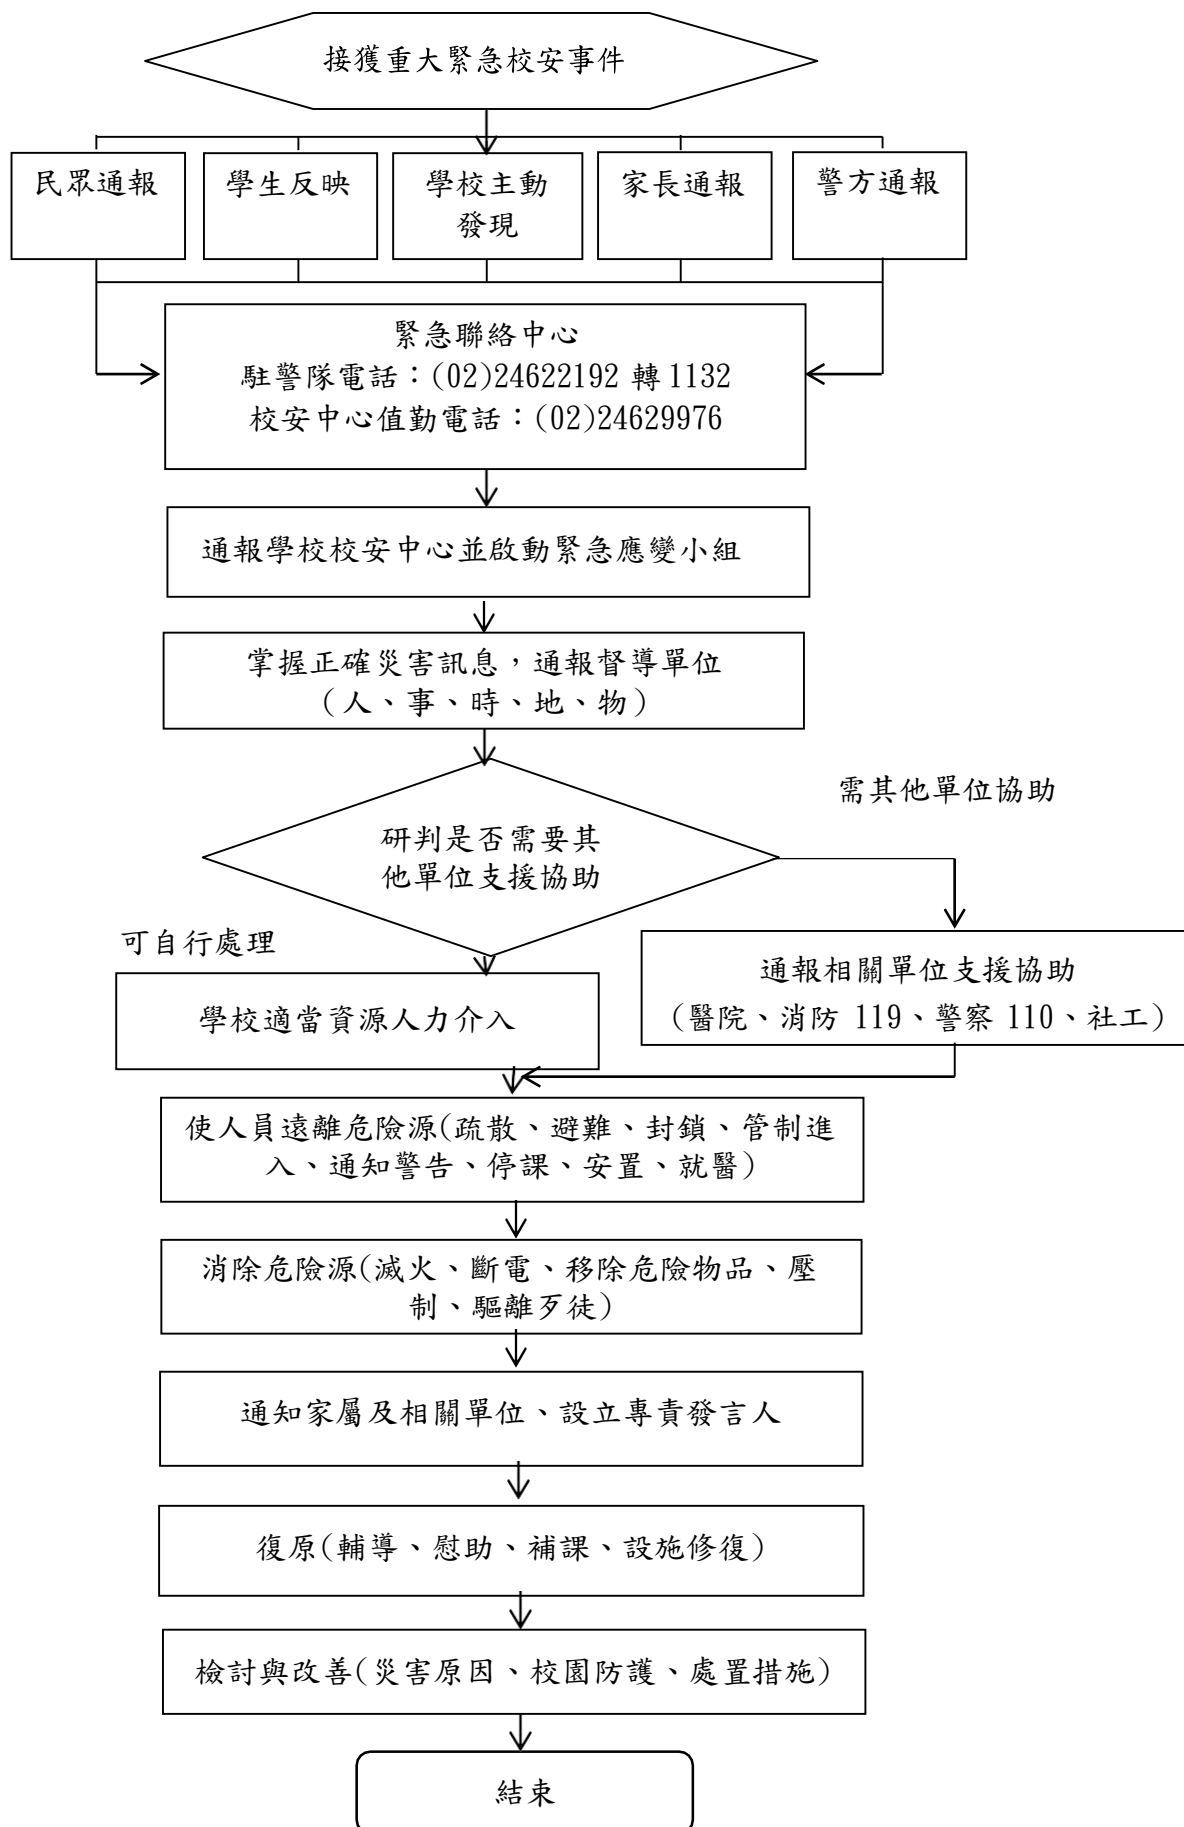 接獲重大緊急校安事件
民眾通報
學生反映
學校主動
發現
家長通報
警方通報
緊急聯絡中心
駐警隊電話：(02)24622192 轉1132
校安中心值勤電話：(02)24629976
通報學校校安中心並啟動緊急應變小組
掌握正確災害訊息，通報督導單位
（人、事、時、地、物）
需其他單位協助
研判是否需要其
他單位支援協助
可自行處理
通報相關單位支援協助
（醫院、消防 119、警察 110、社工）
學校適當資源人力介入
使人員遠離危險源(疏散、避難、封鎖、管制進
入、通知警告、停課、安置、就醫)
消除危險源(滅火、斷電、移除危險物品、壓
制、驅離歹徒)
通知家屬及相關單位、設立專責發言人
復原(輔導、慰助、補課、設施修復)
檢討與改善(災害原因、校園防護、處置措施)
結束